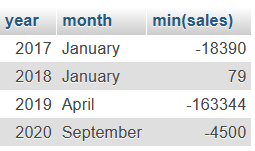 year month min(sales)
2017 January -18390
2018 January 79
2019 April -163344
2020 September -4500